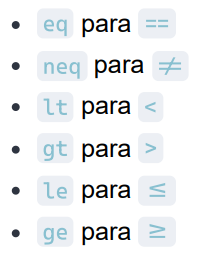 • eq para ==
• neq para ≠
• lt para <
• gt para >
• le para ≤
• ge para ≥